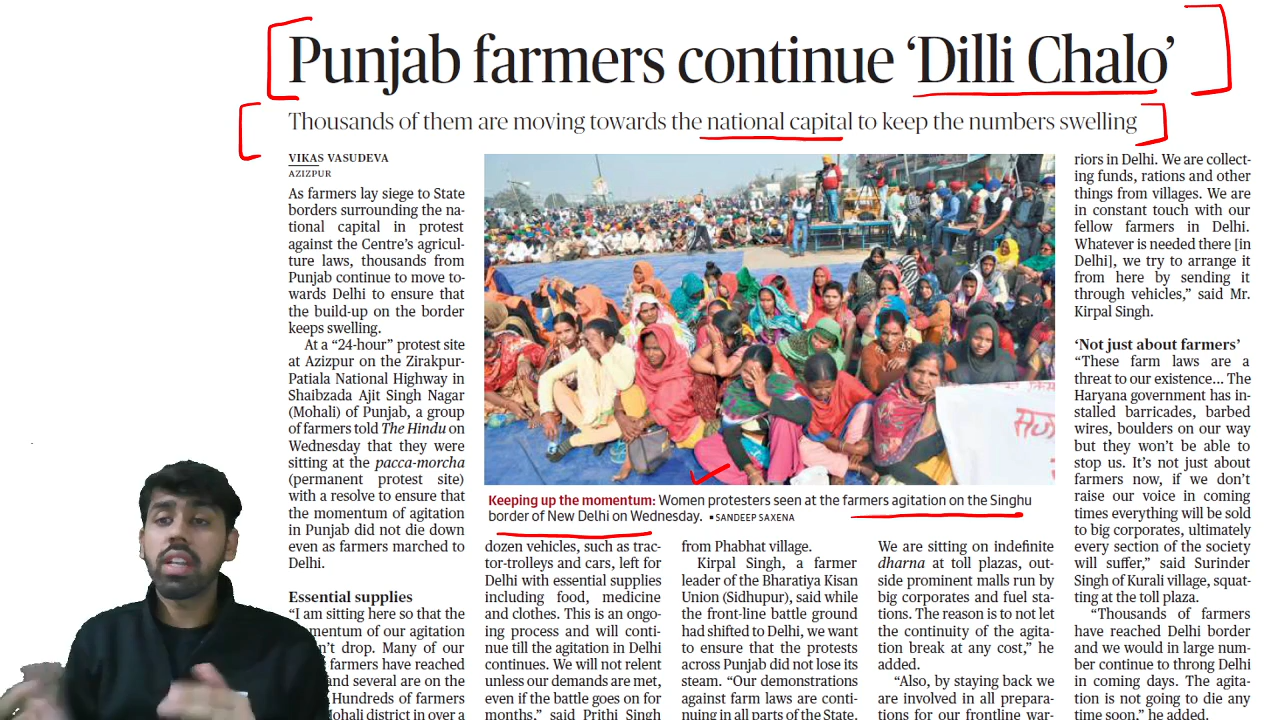 Punjab farmers continue ‘Dilli Chalo’
Thousands of them are moving towards the national capital to keep the numbers swelling
VIKAS VASUDEVA
AZIZPUR
As farmers lay siege to State
borders surrounding the na-
tional capital in protest
against the Centre’s agricul-
ture laws, thousands from
Punjab continue to move to-
wards Delhi to ensure that
the build-up on the border
keeps swelling.
At a “24-hour” protest site
at Azizpur on the Zirakpur-
Patiala National Highway in
Shaibzada Ajit Singh Nagar
(Mohali) of Punjab, a group
of farmers told The Hindu on
Wednesday that they were
sitting at the pacca-morcha
(permanent protest site)
with a resolve to ensure that
the momentum of agitation
in Punjab did not die down
even as farmers marched to
Delhi.
Essential supplies
“I am sitting here so that the
mentum of our agitation
n’t drop. Many of our
farmers have reached
and several are on the
Hundreds of farmers
ohali district in over a
Keeping up the momentum: Women protesters seen at the farmers agitation on the Singhu
border of New Delhi on Wednesday. ▪ SANDEEP SAXENA
dozen vehicles, such as trac-
tor-trolleys and cars, left for
Delhi with essential supplies
including food, medicine
and clothes. This is an ongo-
ing process and will conti-
nue till the agitation in Delhi
continues. We will not relent
unless our demands are met,
even if the battle goes on for
months,” said Prithi Singh
from Phabhat village.
Kirpal Singh, a farmer
leader of the Bharatiya Kisan
Union (Sidhupur), said while
the front-line battle ground
had shifted to Delhi, we want
to ensure that the protests
across Punjab did not lose its
steam. “Our demonstrations
against farm laws are conti-
nuing in all parts of the State.
We are sitting on indefinite
dharna at toll plazas, out-
side prominent malls run by
big corporates and fuel sta-
tions. The reason is to not let
the continuity of the agita-
tion break at any cost,” he
added.
“Also, by staying back we
are involved in all prepara-
tions for our frontline war-
riors in Delhi. We are collect-
ing funds, rations and other
things from villages. We are
in constant touch with our
fellow farmers in Delhi.
Whatever is needed there [in
Delhi], we try to arrange it
from here by sending it
through vehicles,” said Mr.
Kirpal Singh.
‘Not just about farmers’
“These farm laws are a
threat to our existence... The
Haryana government has in-
stalled barricades, barbed
wires, boulders on our way
but they won’t be able to
stop us. It’s not just about
farmers now, if we don’t
raise our voice in coming
times everything will be sold
to big corporates, ultimately
every section of the society
will suffer,” said Surinder
Singh of Kurali village, squat-
ting at the toll plaza.
“Thousands of farmers
have reached Delhi border
and we would in large num-
ber continue to throng Delhi
in coming days. The agita-
tion is not going to die any
time soon,” he added.